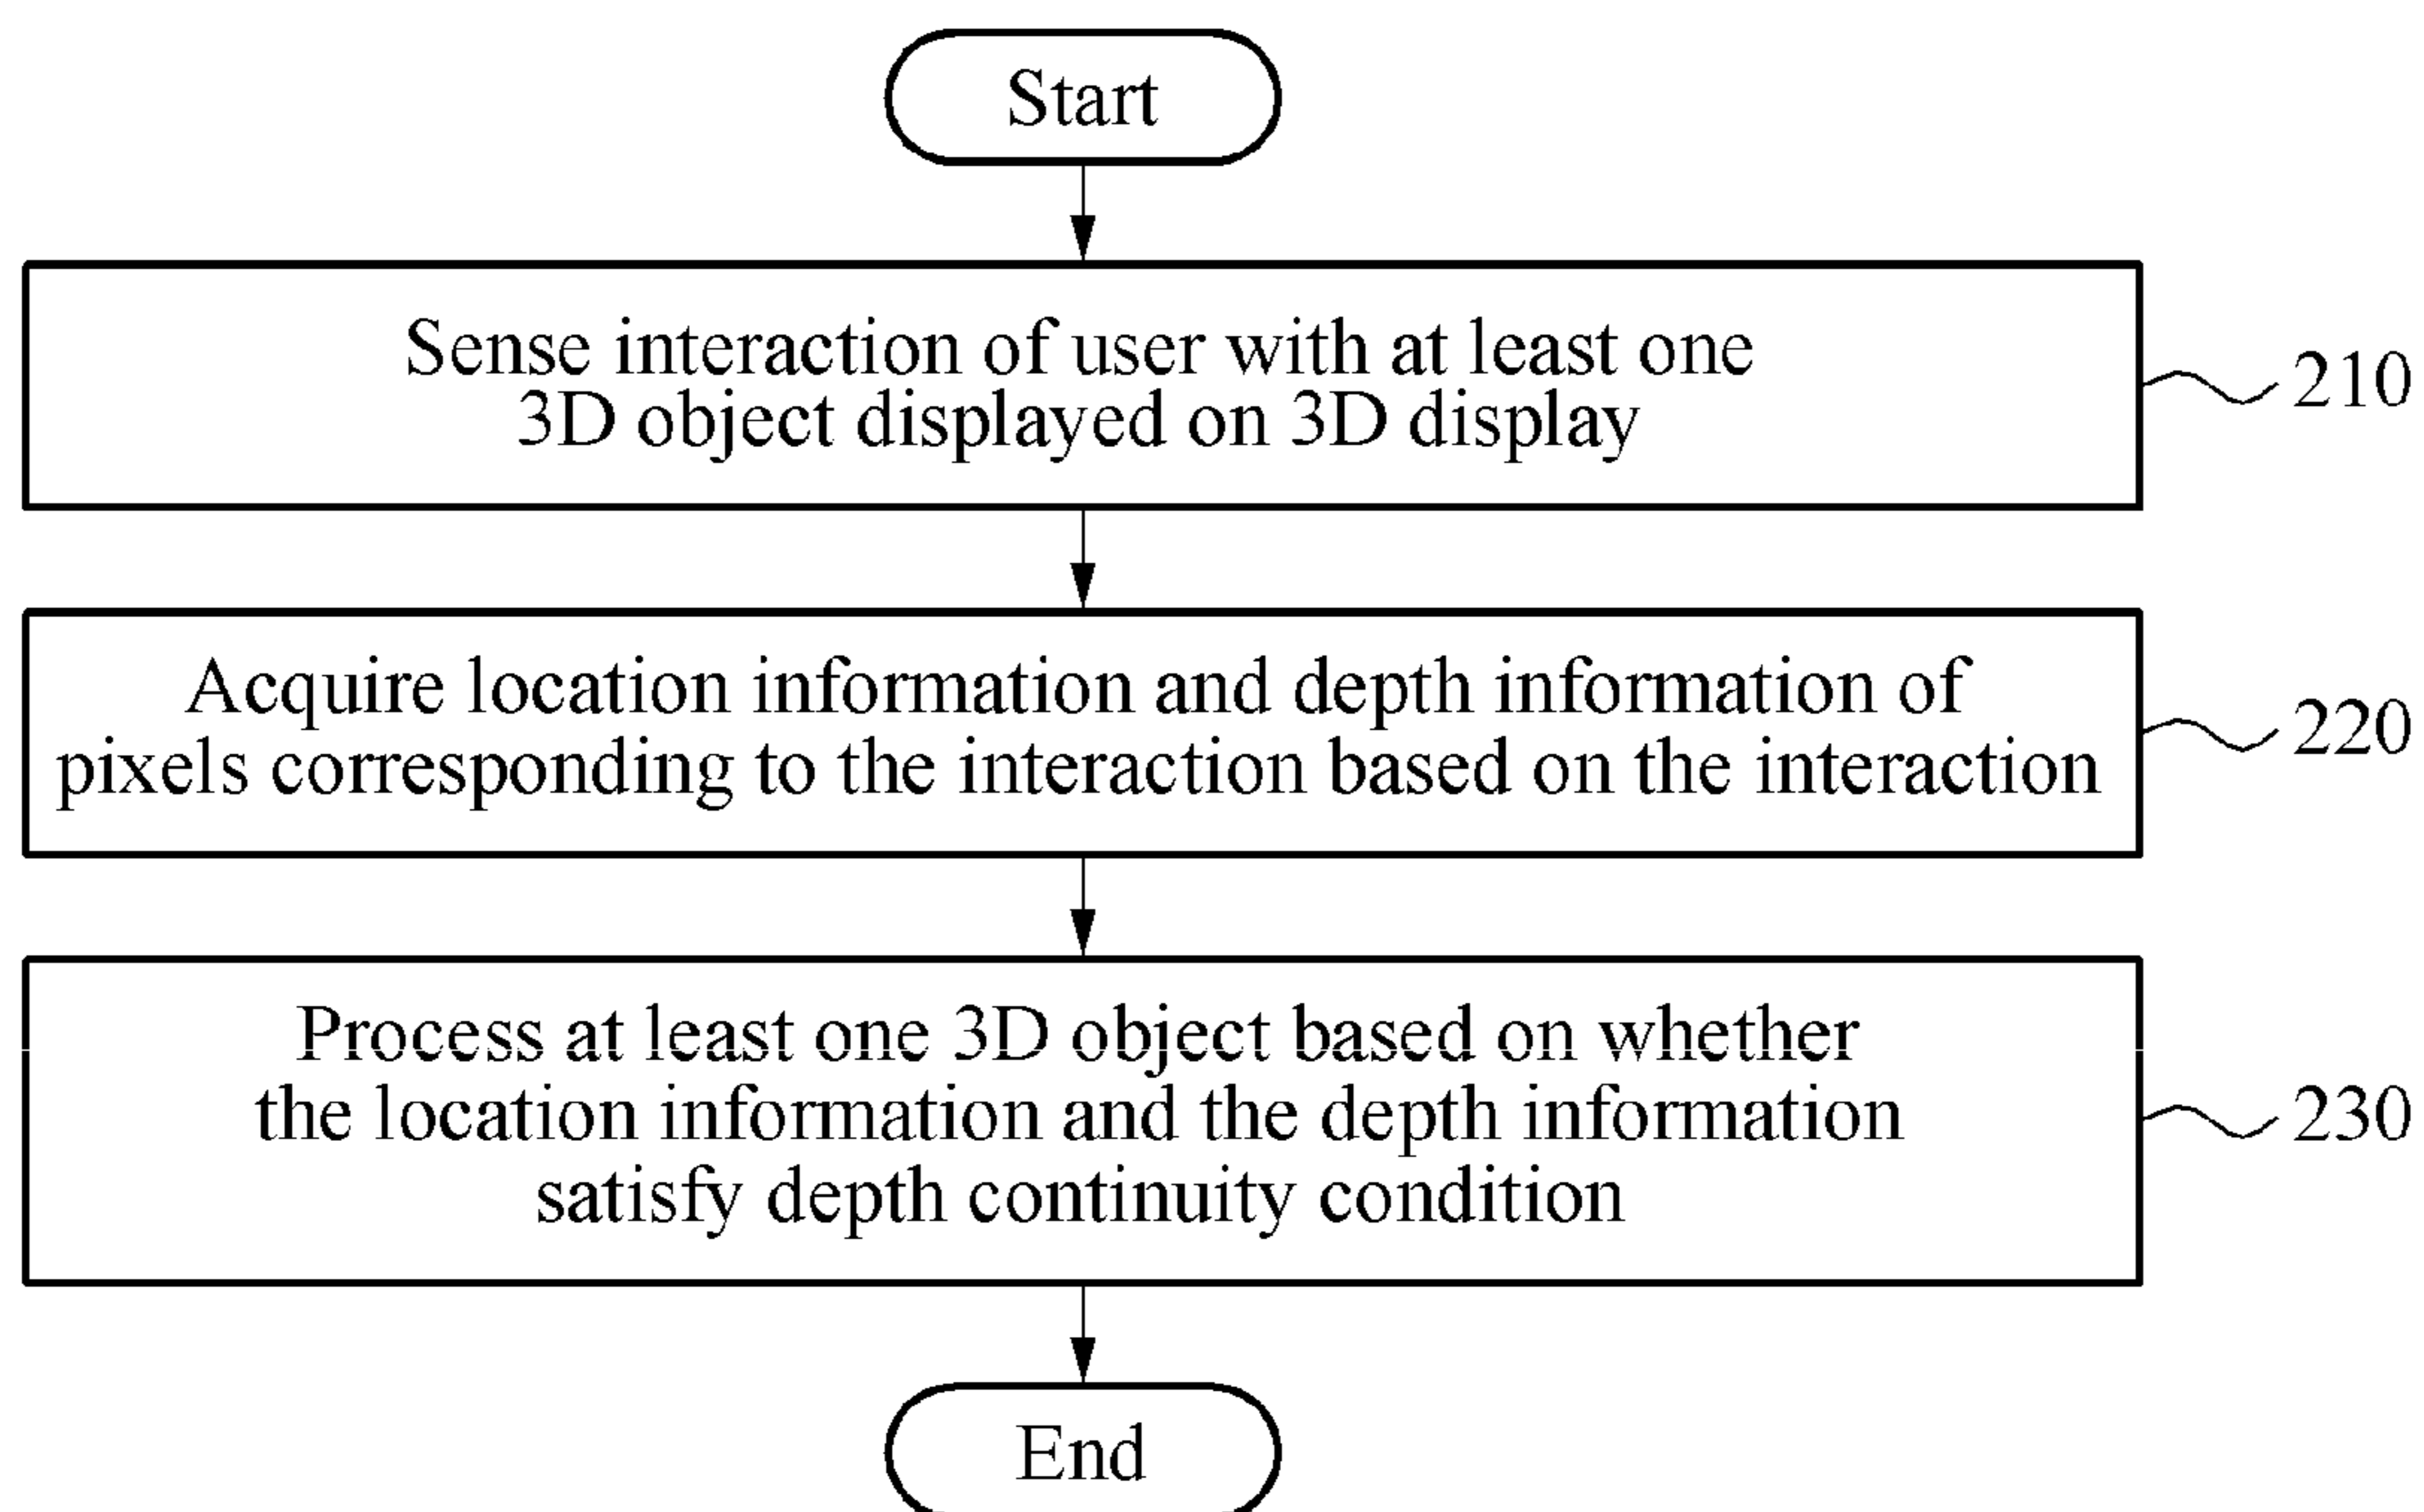 Start
Sense interaction of user with at least one
3D object displayed on 3D display
210
Acquire location information and depth information of
pixels corresponding to the interaction based on the interaction
220
Process at least one 3D object based on whether
the location information and the depth information
satisfy depth continuity condition
230
End